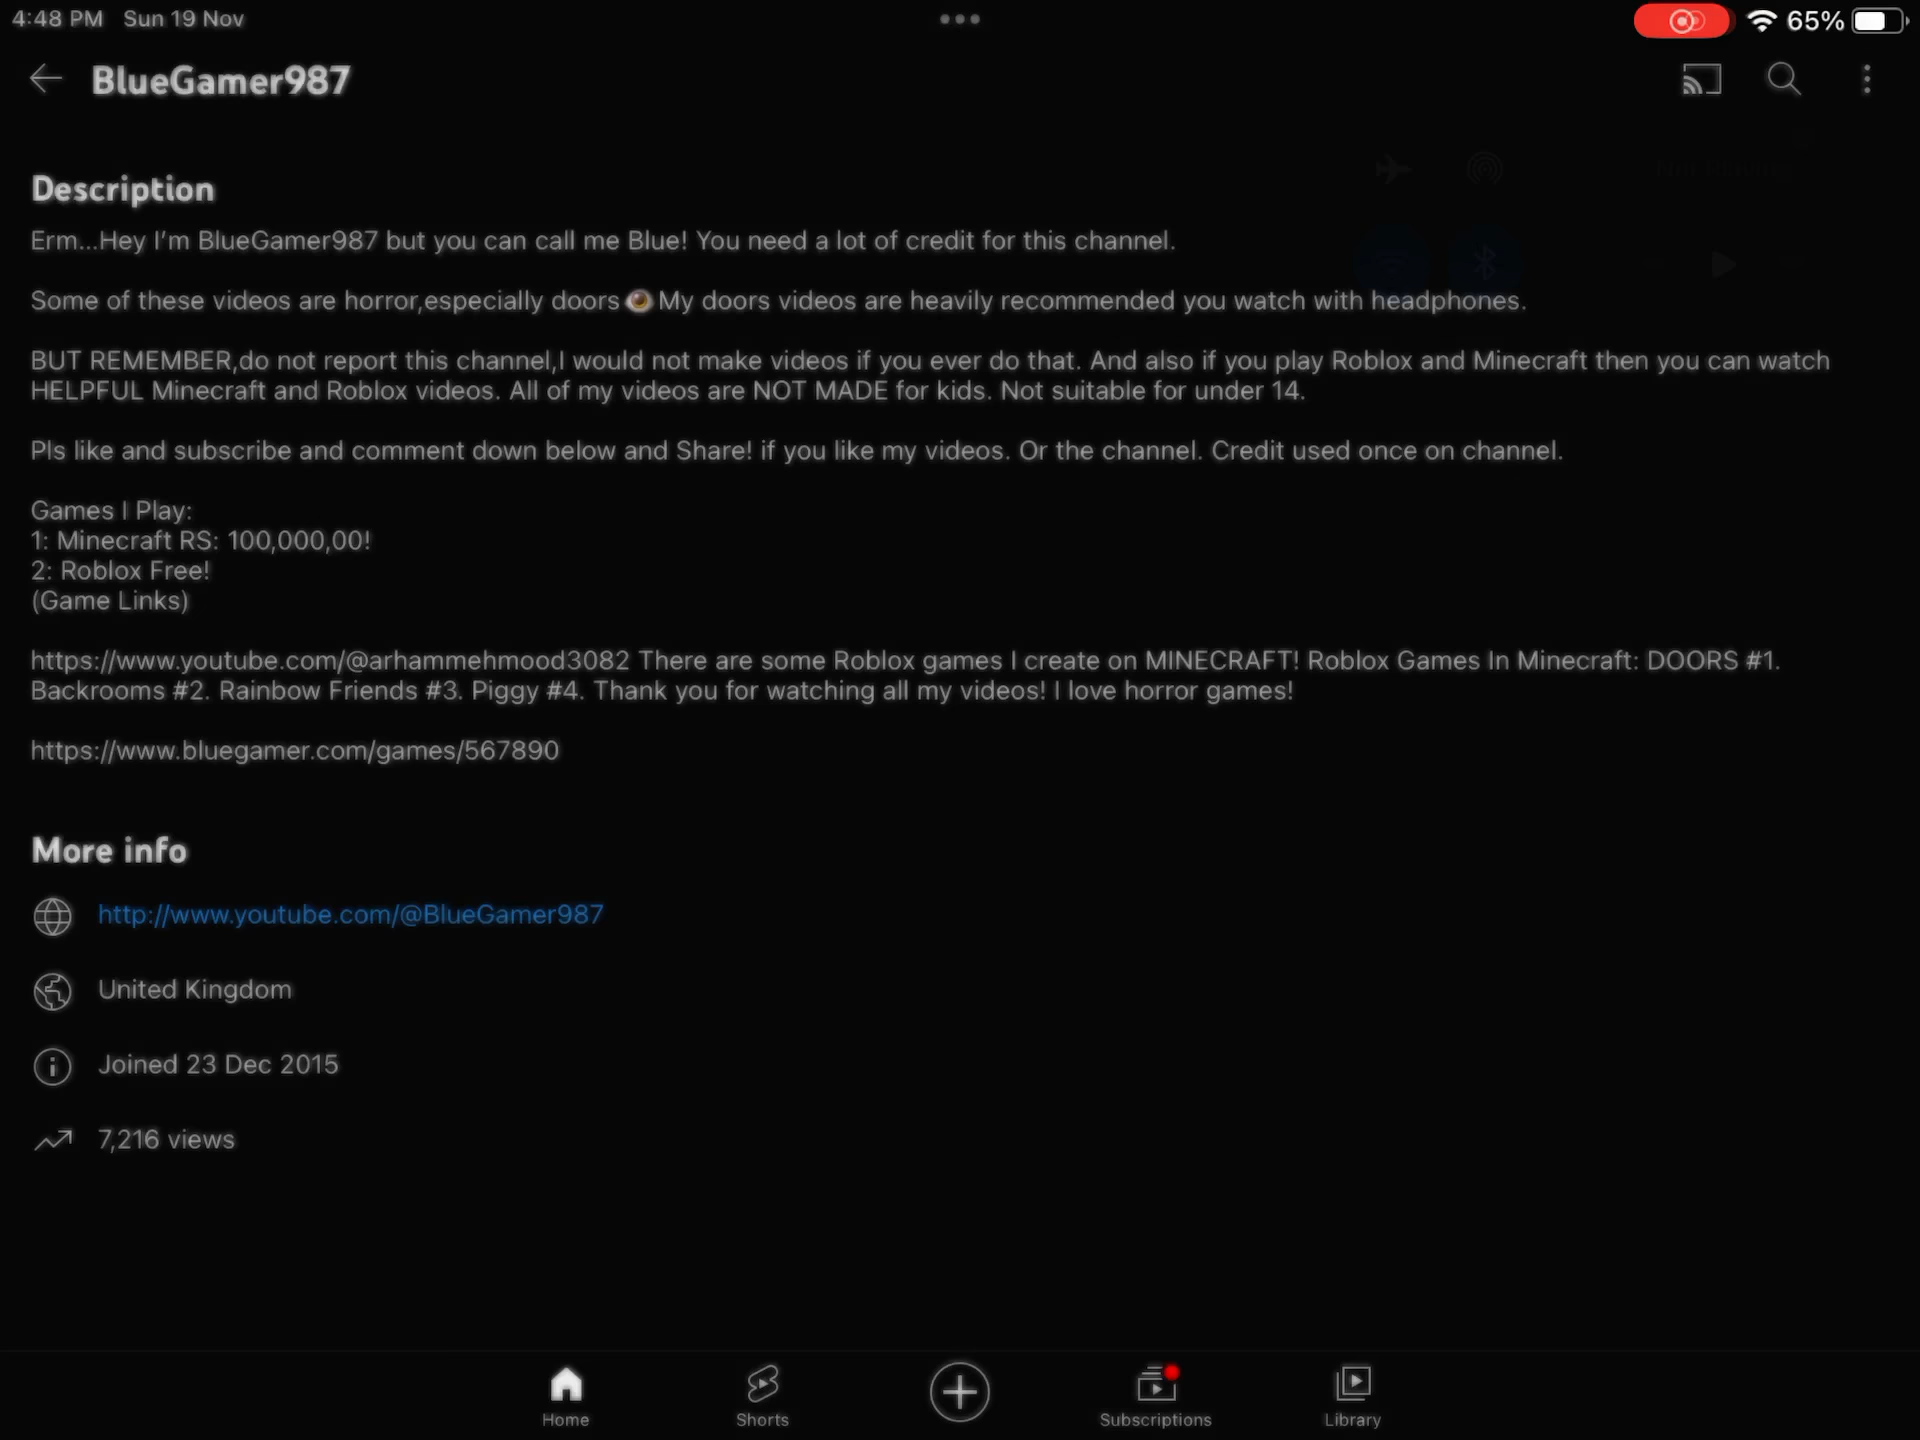 4:48 PM Sun 19 Nov
65%
BlueGamer987
Description
Erm...Hey I'm BlueGamer987 but you can call me Blue! You need a lot of credit for this channel.
Some of these videos are horror,especially doors👁️My doors videos are heavily recommended you watch with headphones.
BUT REMEMBER,do not report this channel,I would not make videos if you ever do that. And also if you play Roblox and Minecraft then you can watch
HELPFUL Minecraft and Roblox videos. All of my videos are NOT MADE for kids. Not suitable for under 14.
Pls like and subscribe and comment down below and Share! if you like my videos. Or the channel. Credit used once on channel.
Games I Play:
1: Minecraft RS: 100,000,00!
2: Roblox Free!
(Game Links)
https://www.youtube.com/@arhammehmood3082 There are some Roblox games I create on MINECRAFT! Roblox Games In Minecraft: DOORS #1.
Backrooms #2. Rainbow Friends #3. Piggy #4. Thank you for watching all my videos! I love horror games!
https://www.bluegamer.com/games/567890
More info
http://www.youtube.com/@BlueGamer987
United Kingdom
Joined 23 Dec 2015
7,216 views
Home
Shorts
Subscriptions
Library